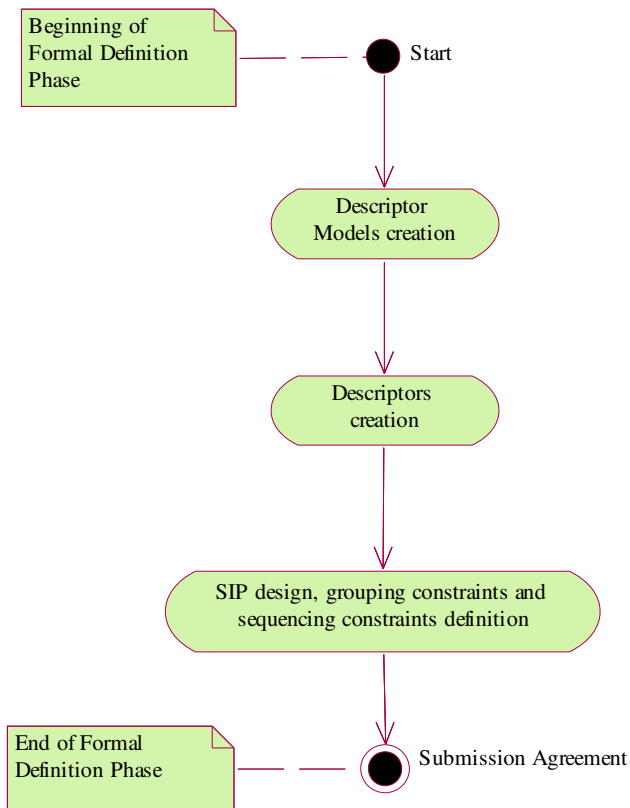 Beginning of
Formal Definition
Phase
Start
Descriptor
Models creation
Descriptors
creation
SIP design, grouping constraints and
sequencing constraints definition
End of Formal
Definition Phase
Submission Agreement